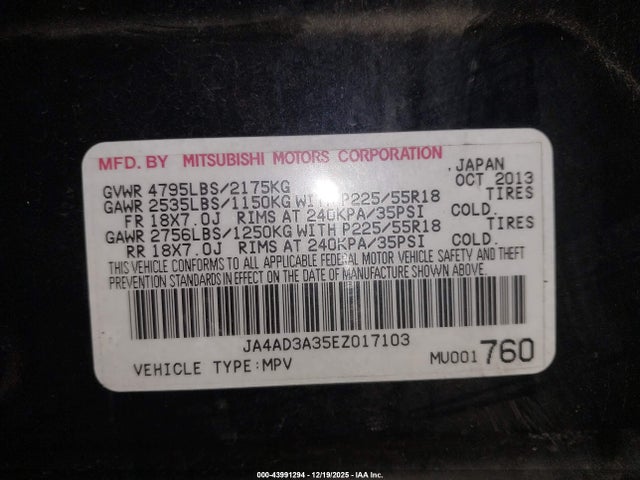 MFD. BY MITSUBISHI MOTORS CORPORATION ,JAPAN
GVWR 4795LBS/2175KG OCT 2013
GAWR 2535LBS/1150KG WITH P225/55R18 TIRES
FR 18X7.0J RIMS AT 240KPA/35PSI COLD.
GAWR 2756LBS/1250KG WITH P225/55R18 TIRES
RR 18X7.0J RIMS AT 240KPA/35PSI COLD.
THIS VEHICLE CONFORMS TO ALL APPLICABLE FEDERAL MOTOR VEHICLE SAFETY AND THEFT
PREVENTION STANDARDS IN EFFECT ON THE DATE OF MANUFACTURE SHOWN ABOVE.
JA4AD3A35EZ017103
VEHICLE TYPE:MPV MU001 760
000-43991294 - 12/19/2025 - IAA Inc.